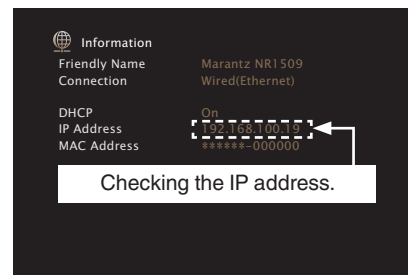 Information
Friendly Name Marantz NR1509
Connection Wired(Ethernet)
DHCP On
IP Address 192.168.100.19
MAC Address ******-000000
Checking the IP address.